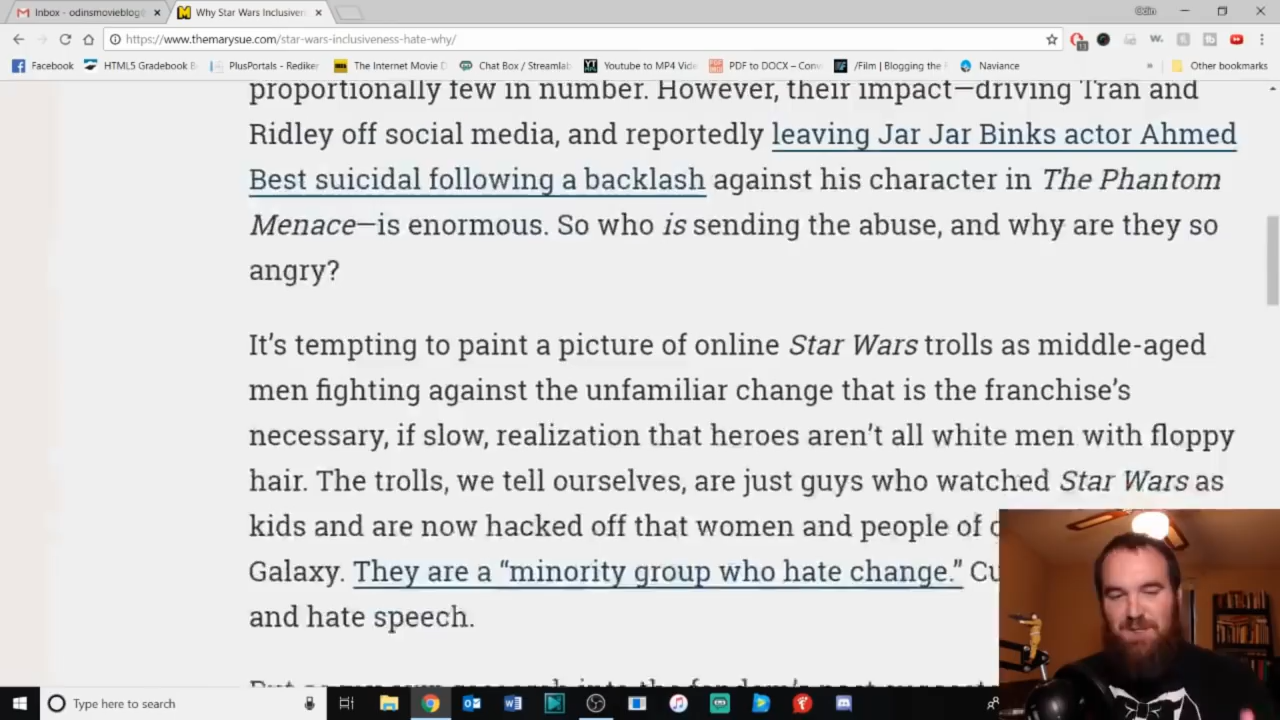 Inbox - odinsmovieblog
Why Star Wars Inclusiven
Odin
https://www.themarysue.com/star-wars-inclusiveness-hate-why/
Facebook
HTML5 Gradebook
PlusPortals - Rediker
The Internet Movie D
Chat Box / Streamlab
Youtube to MP4 Vide
PDF to DOCX – Conv
/Film | Blogging the
Naviance
Other bookmarks
proportionally few in number. However, their impact—driving Tran and
Ridley off social media, and reportedly leaving Jar Jar Binks actor Ahmed
Best suicidal following a backlash against his character in The Phantom
Menace—is enormous. So who is sending the abuse, and why are they so
angry?
It’s tempting to paint a picture of online Star Wars trolls as middle-aged
men fighting against the unfamiliar change that is the franchise’s
necessary, if slow, realization that heroes aren’t all white men with floppy
hair. The trolls, we tell ourselves, are just guys who watched Star Wars as
kids and are now hacked off that women and people of
Galaxy. They are a “minority group who hate change.”
and hate speech.
Type here to search